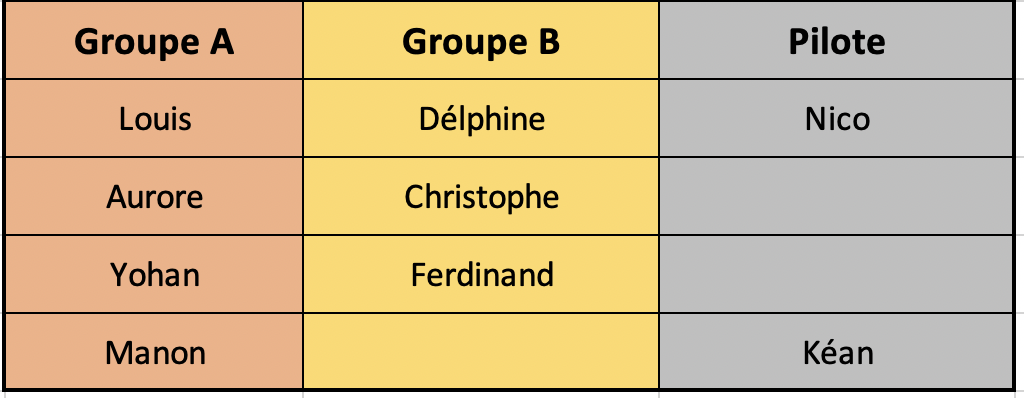 Groupe A Groupe B Pilote
Louis Délphine Nico
Aurore Christophe
Yohan Ferdinand
Manon Kéan